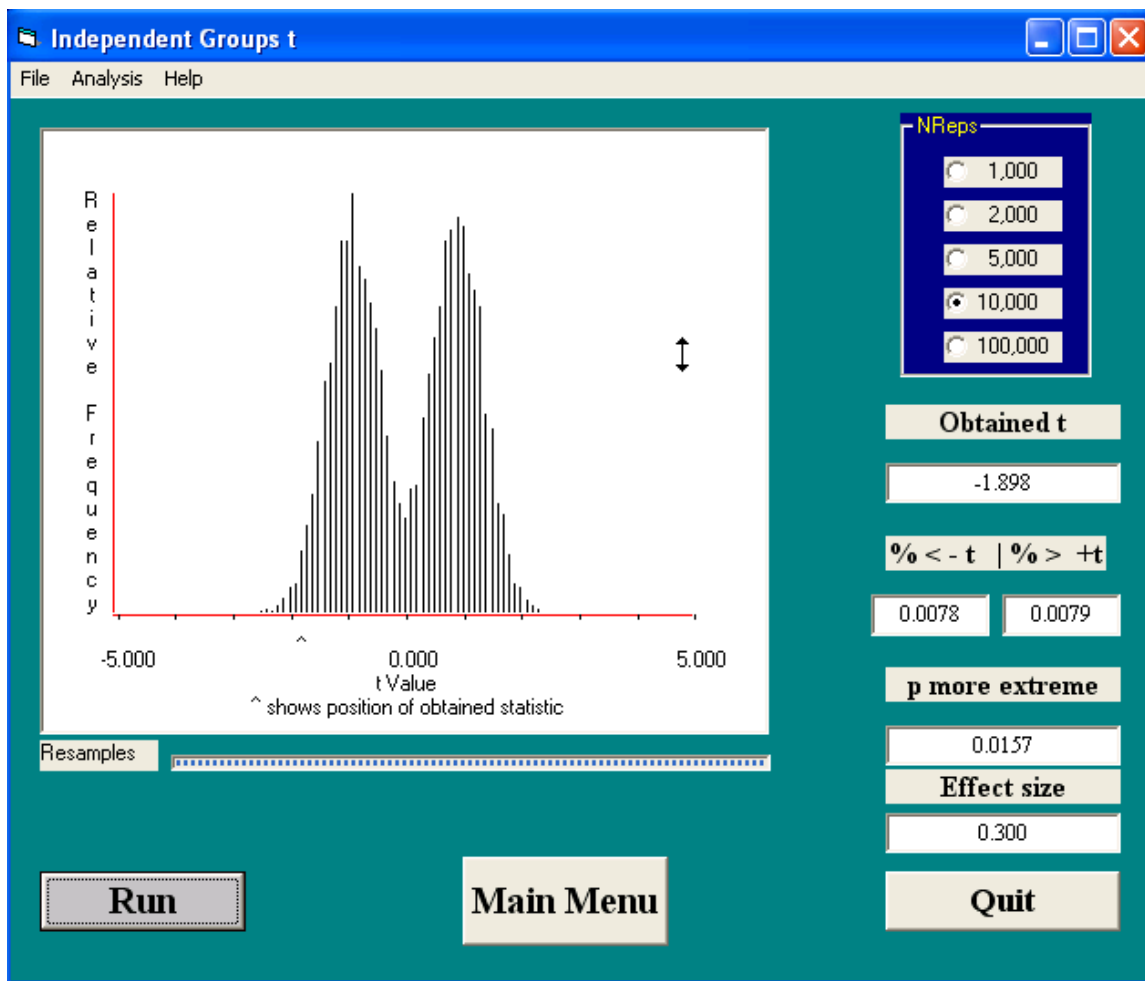 Independent Groups t
File Analysis Help
Relative Frequency
-5.000 0.000 5.000
t Value
^ shows position of obtained statistic
Resamples
NReps
1,000
2,000
5,000
10,000
100,000
Obtained t
-1.898
% < - t | % > +t
0.0078 0.0079
p more extreme
0.0157
Effect size
0.300
Run
Main Menu
Quit